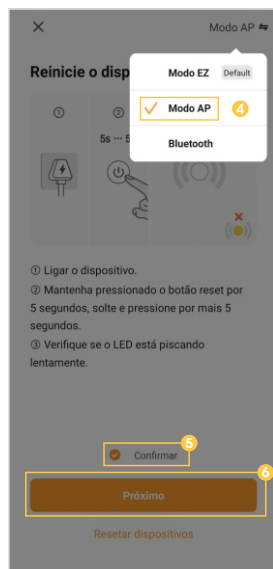 Modo AP
Reinicie o disp
Modo EZ Default
Modo AP 4
Bluetooth
① ②
5s ··· 5
① Ligar o dispositivo.
② Mantenha pressionado o botão reset por
5 segundos, solte e pressione por mais 5
segundos.
③ Verifique se o LED está piscando
lentamente.
5
Confirmar
6
Próximo
Resetar dispositivos